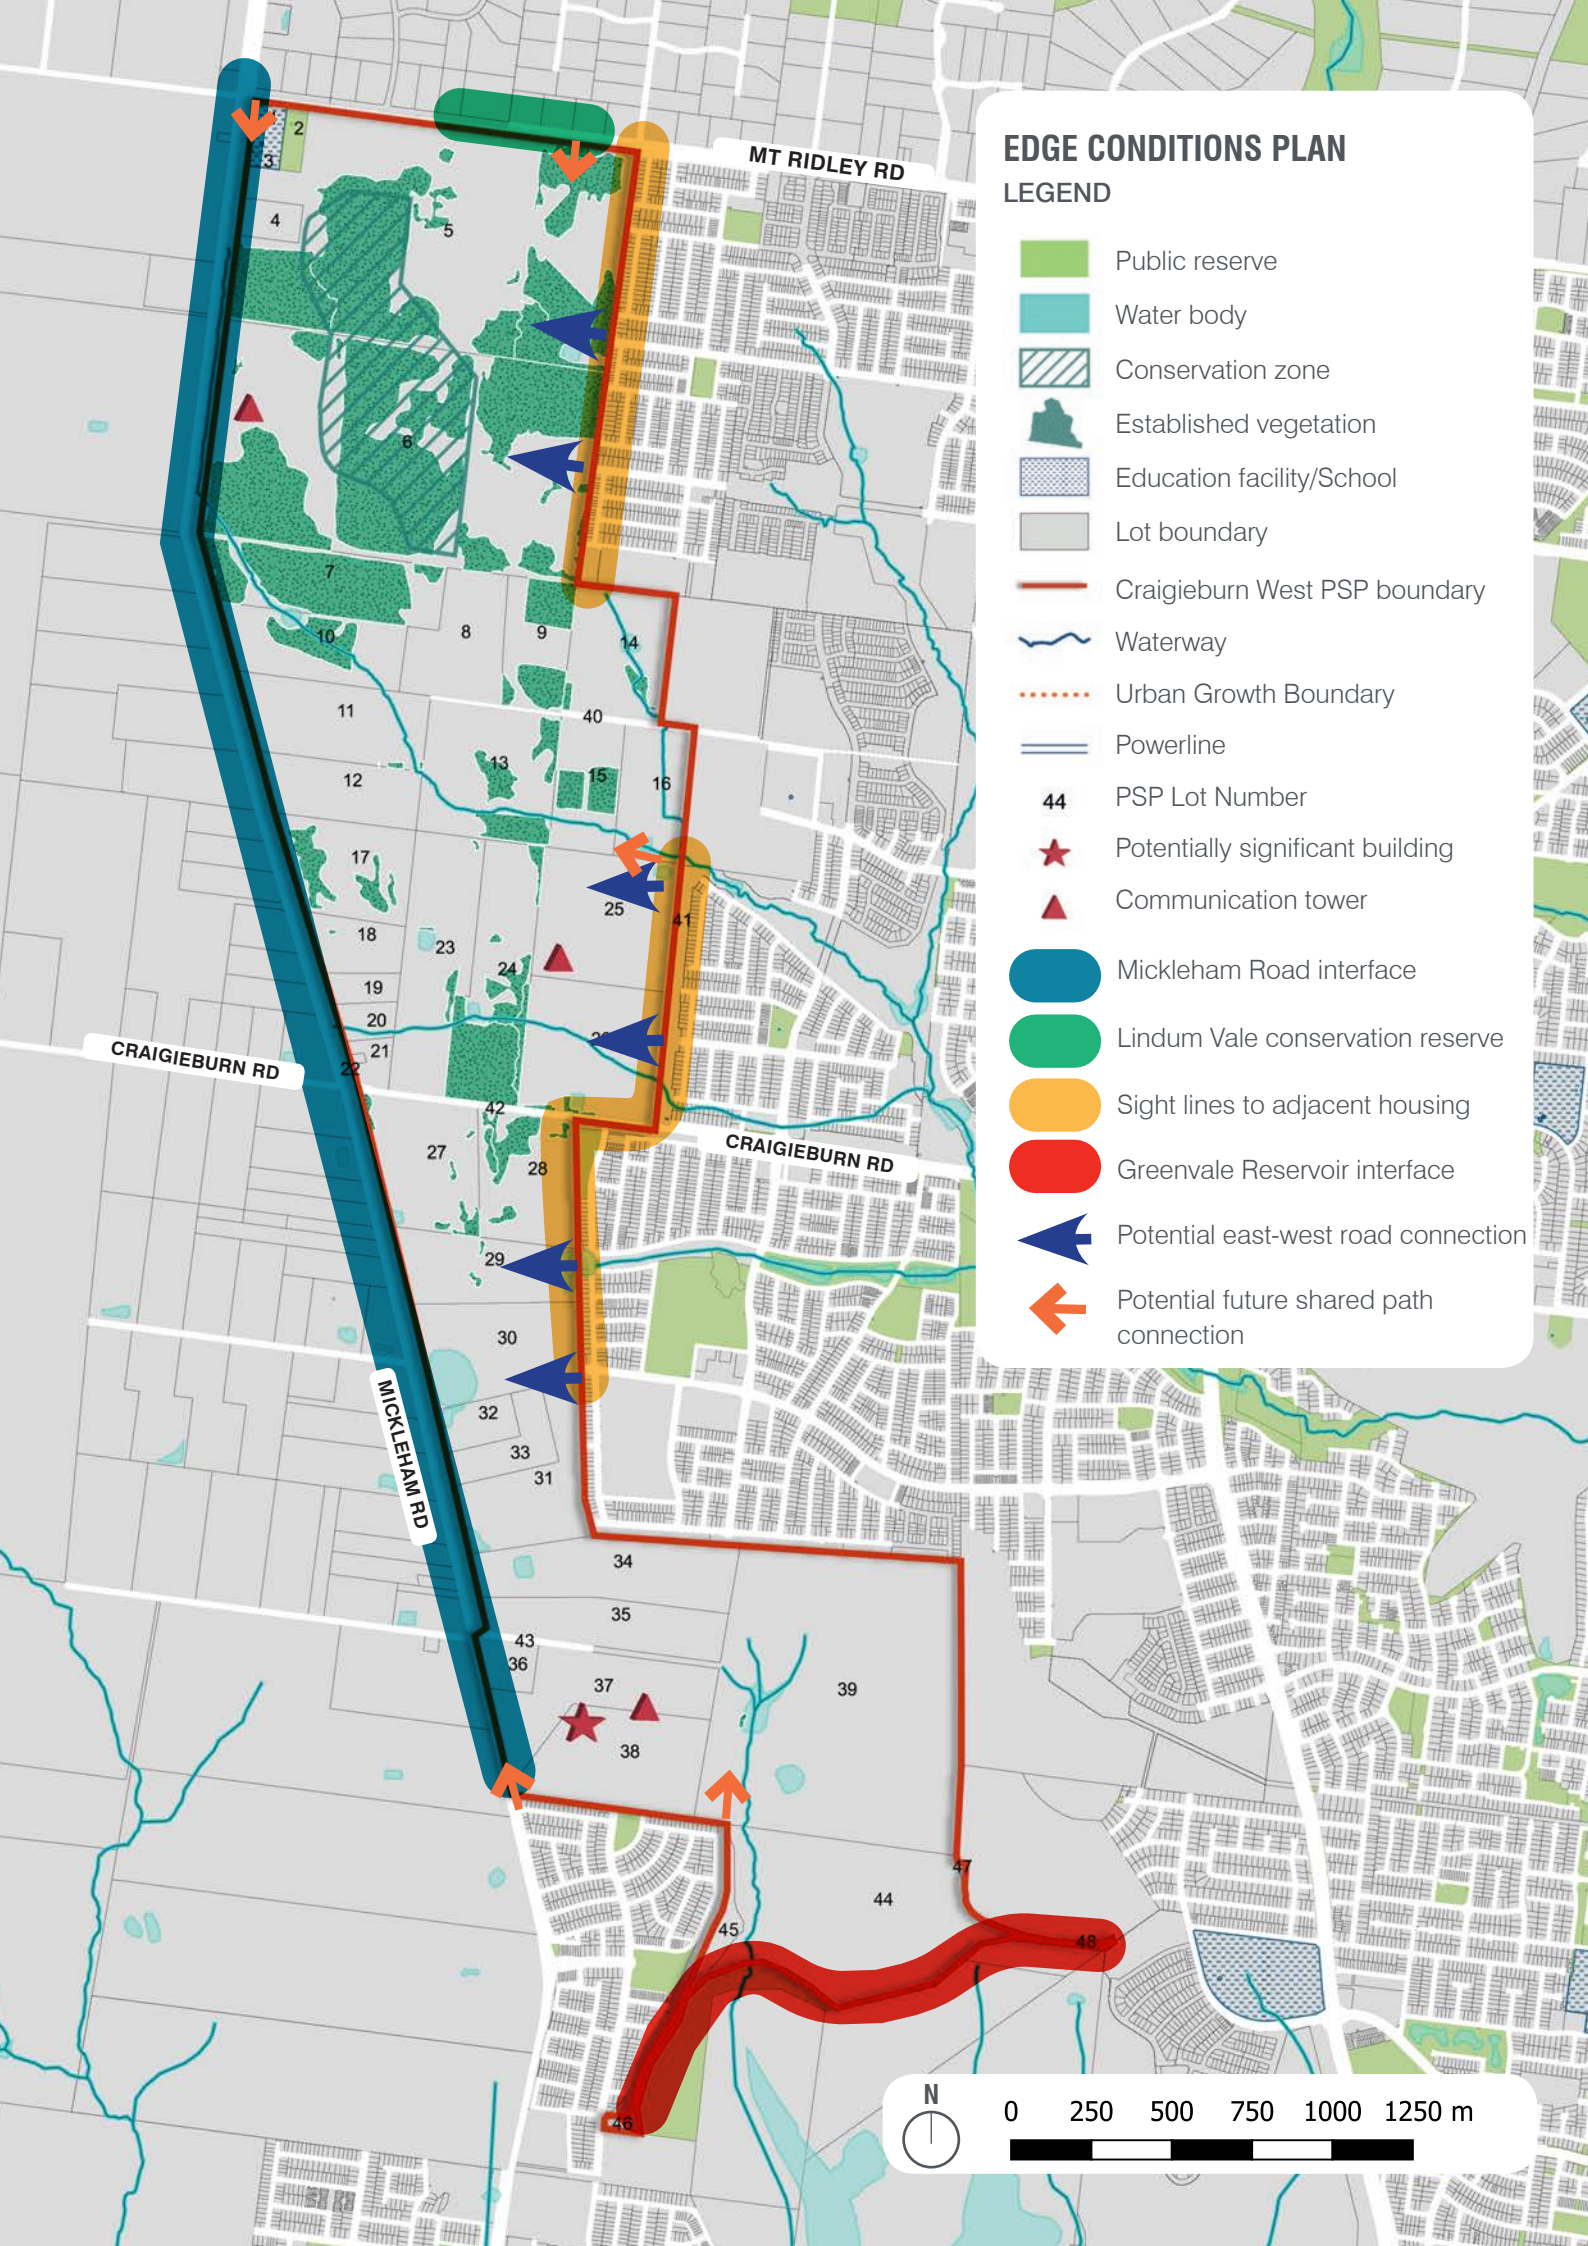 MT RIDLEY RD
EDGE CONDITIONS PLAN
LEGEND
Public reserve
Water body
Conservation zone
Established vegetation
Education facility/School
Lot boundary
Craigieburn West PSP boundary
Waterway
Urban Growth Boundary
Powerline
44 PSP Lot Number
Potentially significant building
Communication tower
Mickleham Road interface
Lindum Vale conservation reserve
Sight lines to adjacent housing
Greenvale Reservoir interface
Potential east-west road connection
Potential future shared path
connection
2
3
4
5
6
7
8
9
10
14
11
40
12
13
15
16
17
25
41
18
23
24
19
20
21
22
CRAIGIEBURN RD
42
CRAIGIEBURN RD
27
28
29
30
MICKLEHAM RD
32
33
31
34
35
43
36
37
39
38
47
44
45
48
46
N
0 250 500 750 1000 1250 m